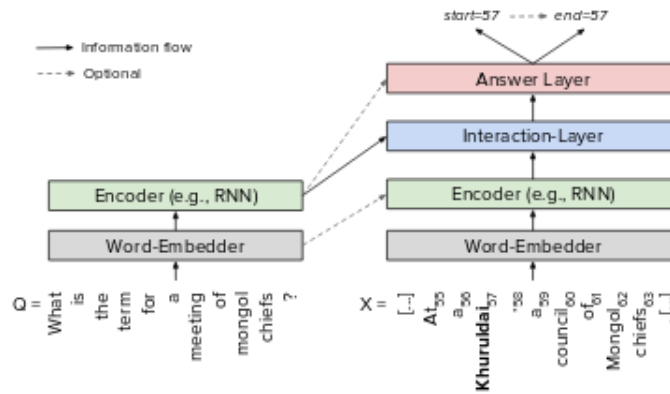 start=57 end=57
Information flow
Optional
Answer Layer
Interaction-Layer
Encoder (e.g., RNN)
Encoder (e.g., RNN)
Word-Embedder
Word-Embedder
Q = What is the term for a meeting of mongol chiefs ?
X = [...] At55 a56 Khuruldai57 '58 a59 council60 of61 Mongol62 chiefs63 [...]